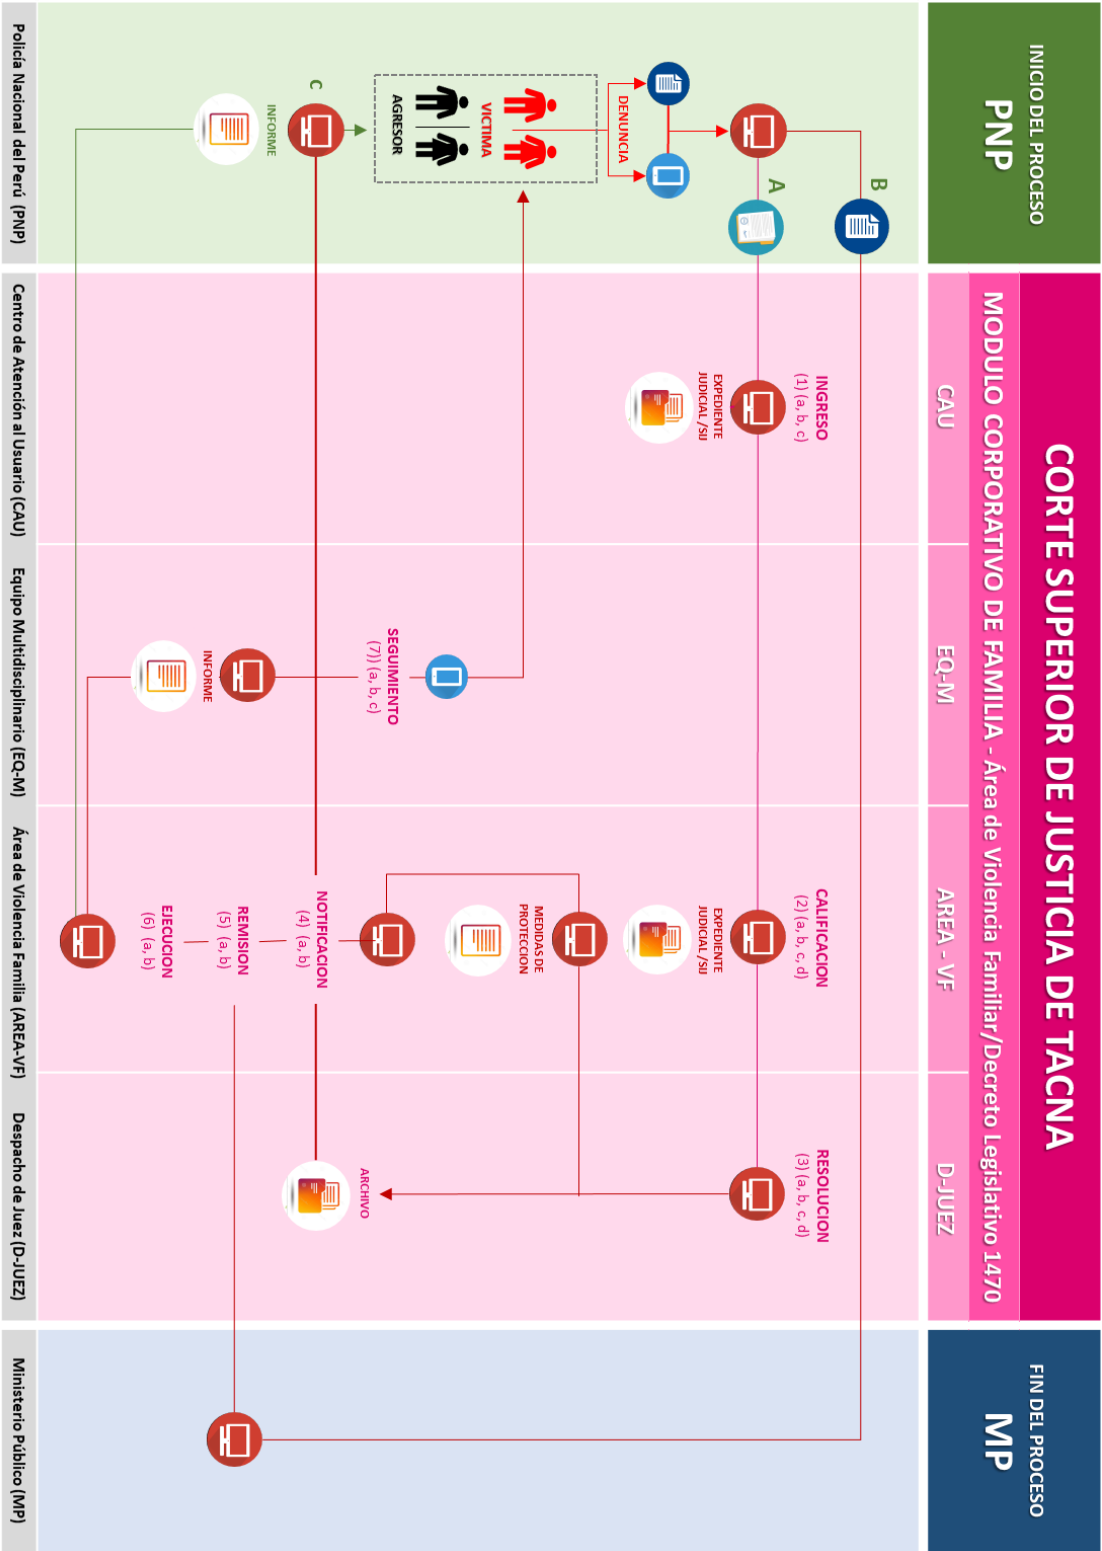 INICIO DEL PROCESO
PNP
CORTE SUPERIOR DE JUSTICIA DE TACNA
MODULO CORPORATIVO DE FAMILIA - Área de Violencia Familiar/Decreto Legislativo 1470
CAU
EQ-M
AREA - VF
D-JUEZ
FIN DEL PROCESO
MP
B
A
DENUNCIA
VICTIMA
AGRESOR
C
INFORME
INGRESO
(1) (a, b, c)
EXPEDIENTE
JUDICIAL /SIJ
SEGUIMIENTO
(7)) (a, b, c)
INFORME
CALIFICACION
(2) (a, b, c, d)
EXPEDIENTE
JUDICIAL /SIJ
MEDIDAS DE
PROTECCION
NOTIFICACION
(4) (a, b)
REMISION
(5) (a, b)
EJECUCION
(6) (a, b)
RESOLUCION
(3) (a, b, c, d)
ARCHIVO
Policía Nacional del Perú (PNP)
Centro de Atención al Usuario (CAU)
Equipo Multidisciplinario (EQ-M)
Área de Violencia Familia (AREA-VF)
Despacho de Juez (D-JUEZ)
Ministerio Público (MP)